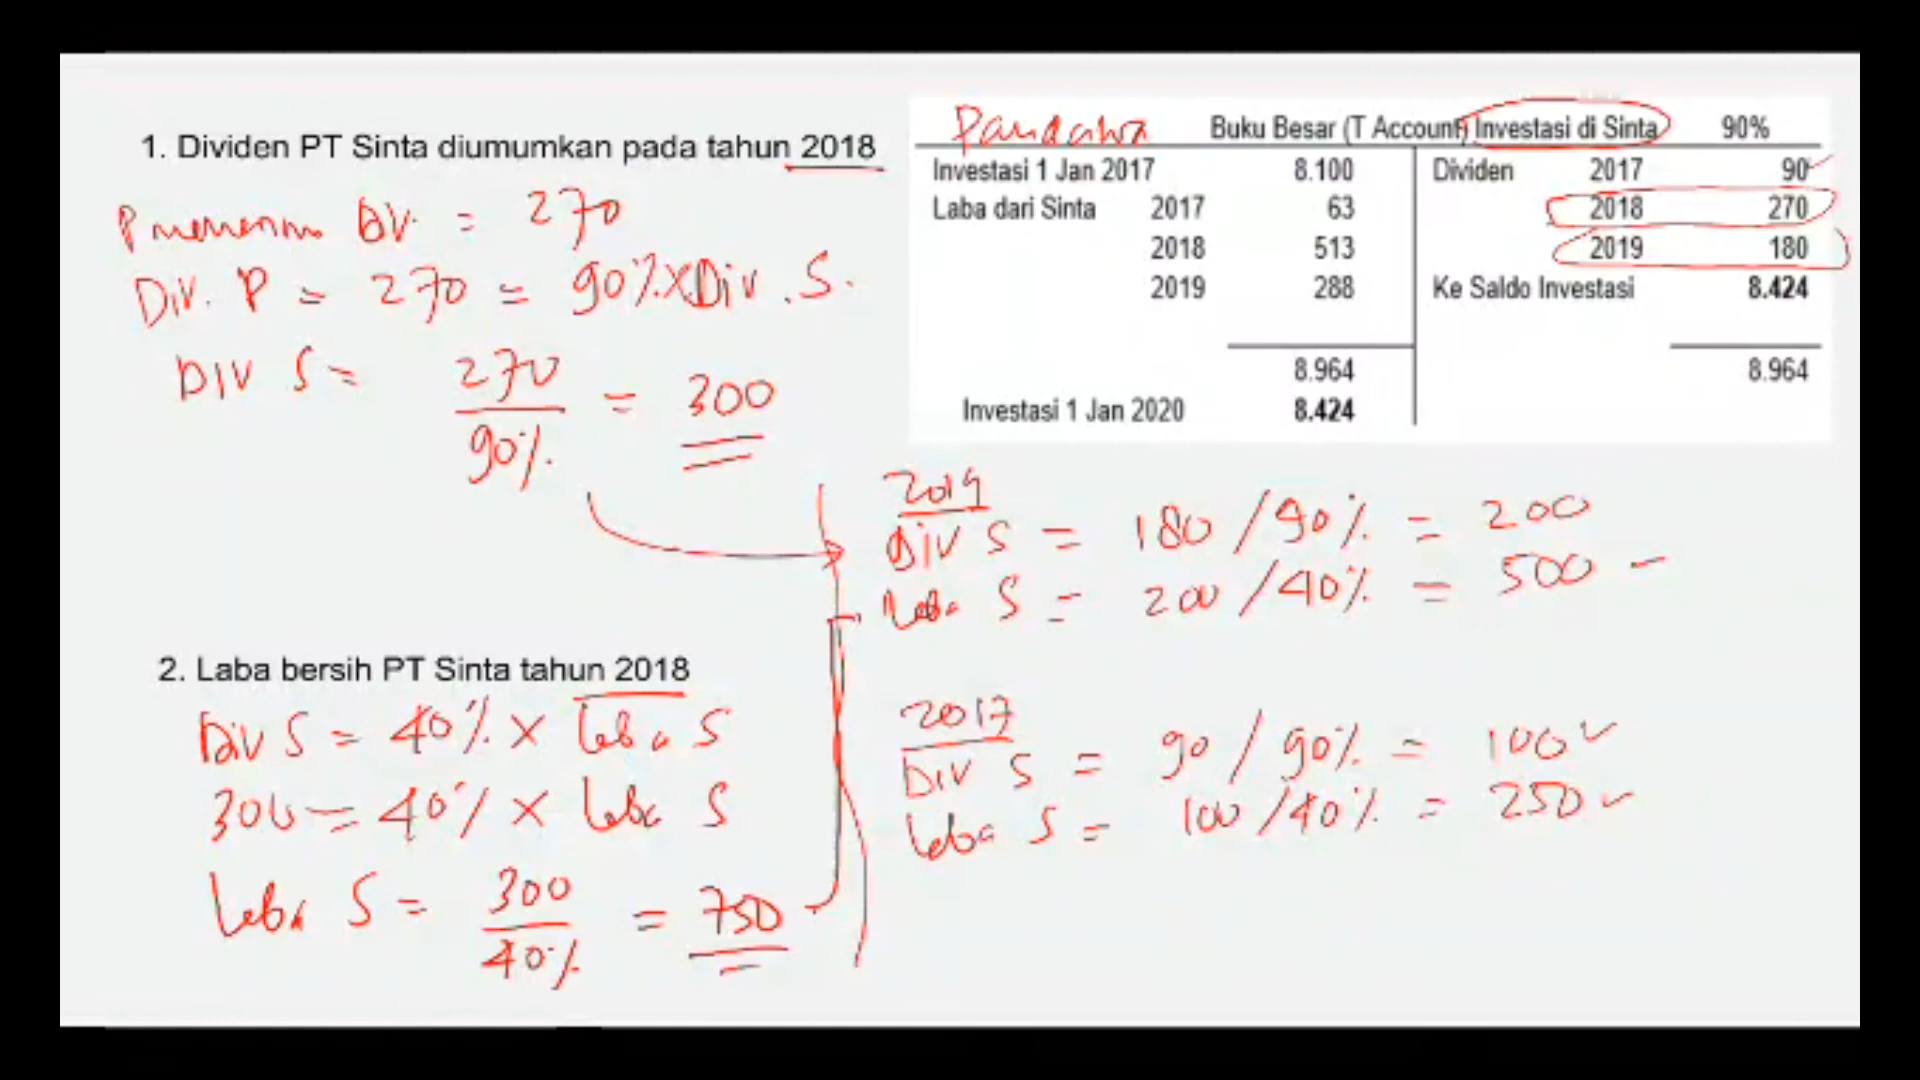 1. Dividen PT Sinta diumumkan pada tahun 2018
P menerima Div. = 270
Div. P = 270 = 90% x Div. S.
Div S = 270 / 90% = 300
2. Laba bersih PT Sinta tahun 2018
Div S = 40% x Laba S
300 = 40% x Laba S
Laba S = 300 / 40% = 750
Pandawa Buku Besar (T Account) Investasi di Sinta 90%
Investasi 1 Jan 2017 8.100 Dividen 2017 90
Laba dari Sinta 2017 63 2018 270
2018 513 2019 180
2019 288 Ke Saldo Investasi 8.424
8.964 8.964
Investasi 1 Jan 2020 8.424
2019
Div S = 180 / 90% = 200
Laba S = 200 / 40% = 500
2017
Div S = 90 / 90% = 100
Laba S = 100 / 40% = 250